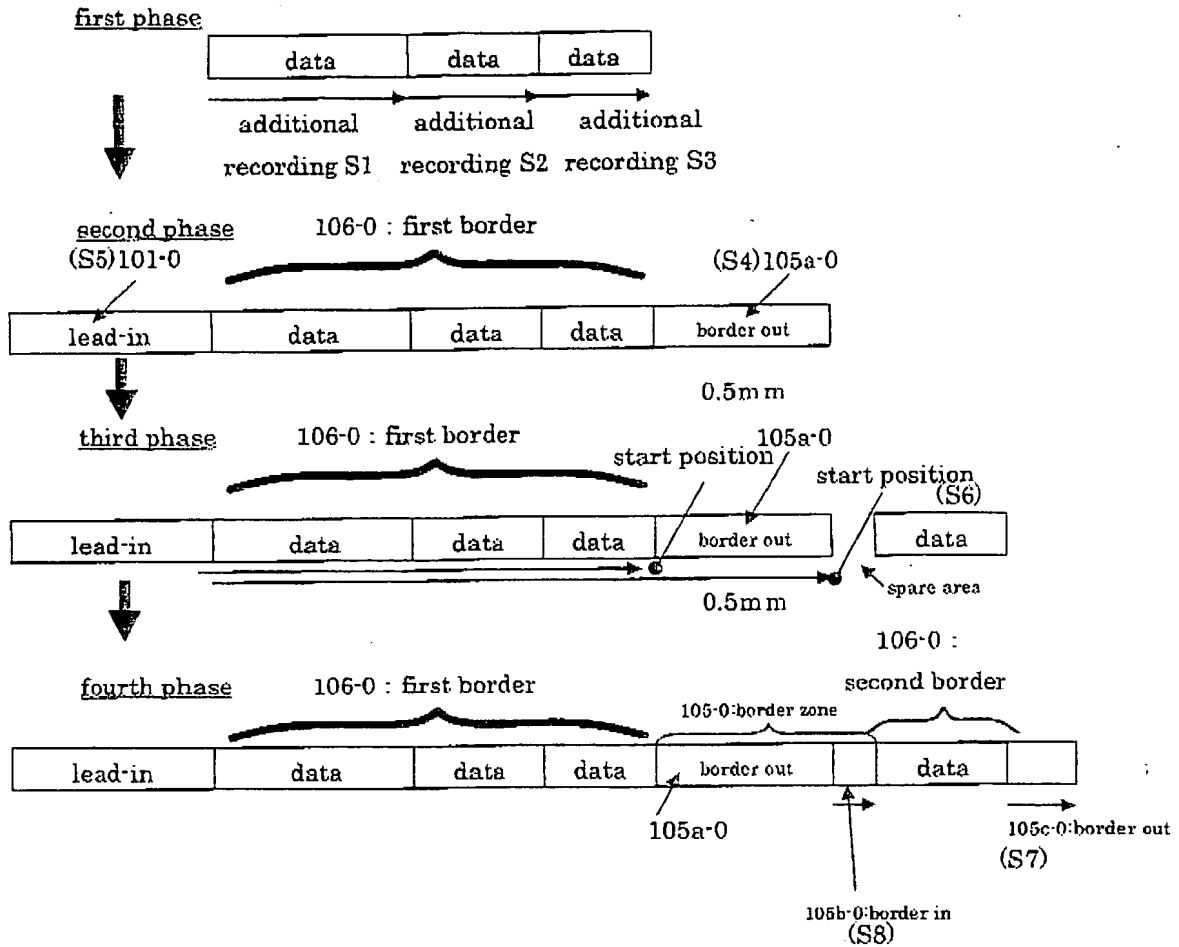 first phase
data data data
additional additional additional
recording S1 recording S2 recording S3
second phase
106-0 : first border
(S5)101-0
(S4)105a-0
lead-in data data data border out
0.5mm
third phase
106-0 : first border
105a-0
start position
start position
(S6)
lead-in data data data border out data
0.5mm
spare area
106-0 :
second border
fourth phase
106-0 : first border
105-0:border zone
lead-in data data data border out data
105a-0
105c-0:border out
(S7)
105b-0:border in
(S8)